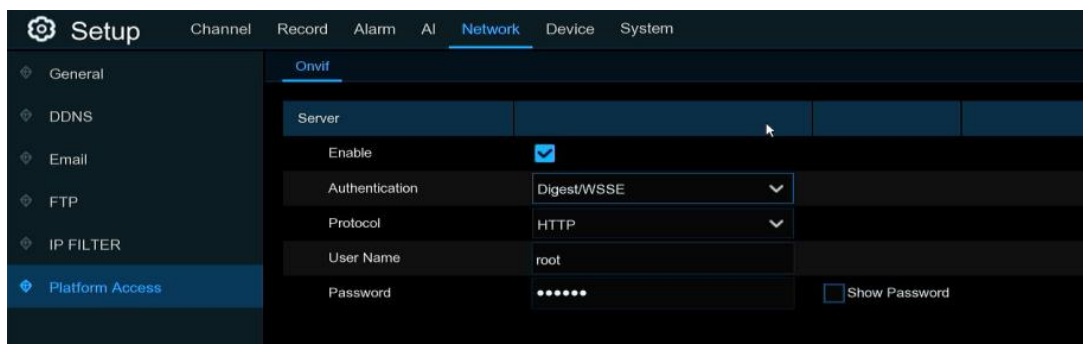 Setup Channel Record Alarm AI Network Device System
General
DDNS
Email
FTP
IP FILTER
Platform Access
Onvif
Server
Enable
Authentication Digest/WSSE
Protocol HTTP
User Name root
Password ●●●●●● Show Password